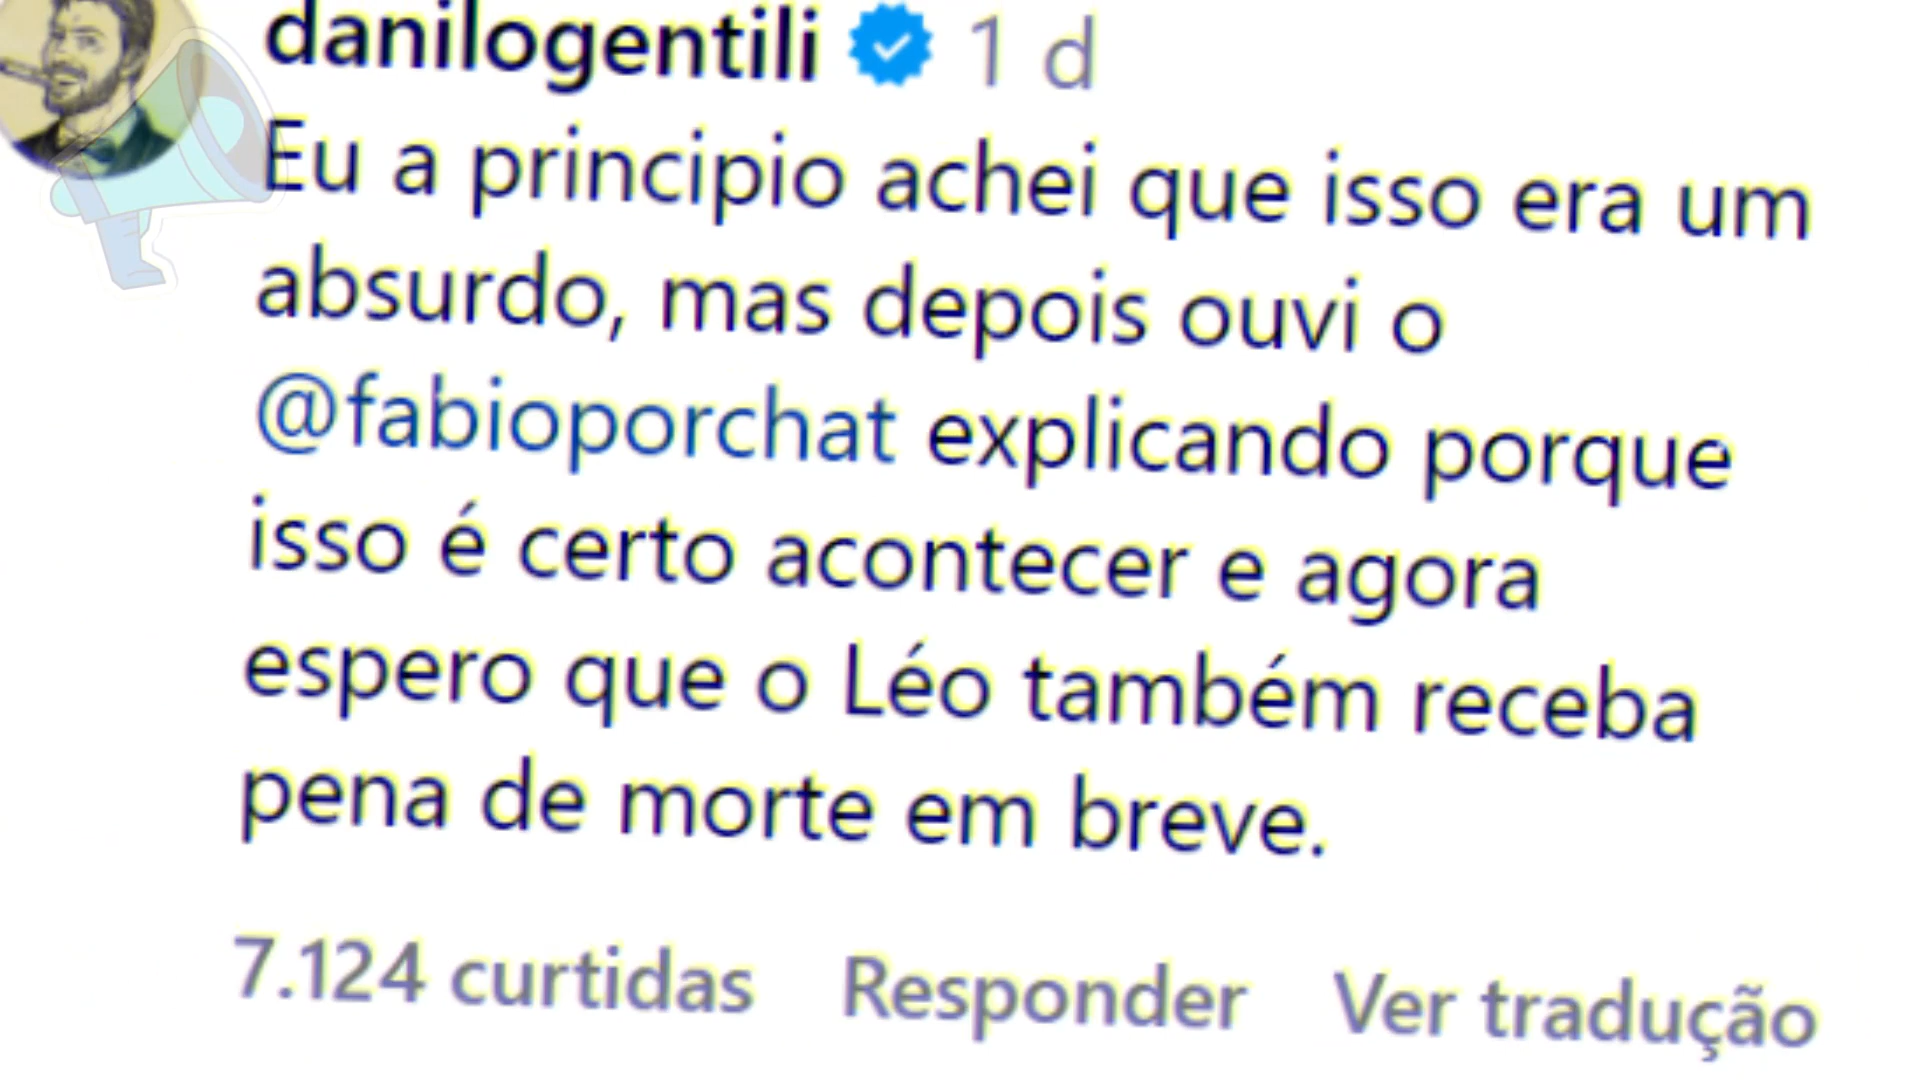 danilogentili 1 d
Eu a principio achei que isso era um
absurdo, mas depois ouvi o
@fabioporchat explicando porque
isso é certo acontecer e agora
espero que o Léo também receba
pena de morte em breve.
7.124 curtidas Responder Ver tradução